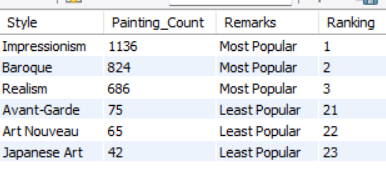 Style Painting_Count Remarks Ranking
Impressionism 1136 Most Popular 1
Baroque 824 Most Popular 2
Realism 686 Most Popular 3
Avant-Garde 75 Least Popular 21
Art Nouveau 65 Least Popular 22
Japanese Art 42 Least Popular 23